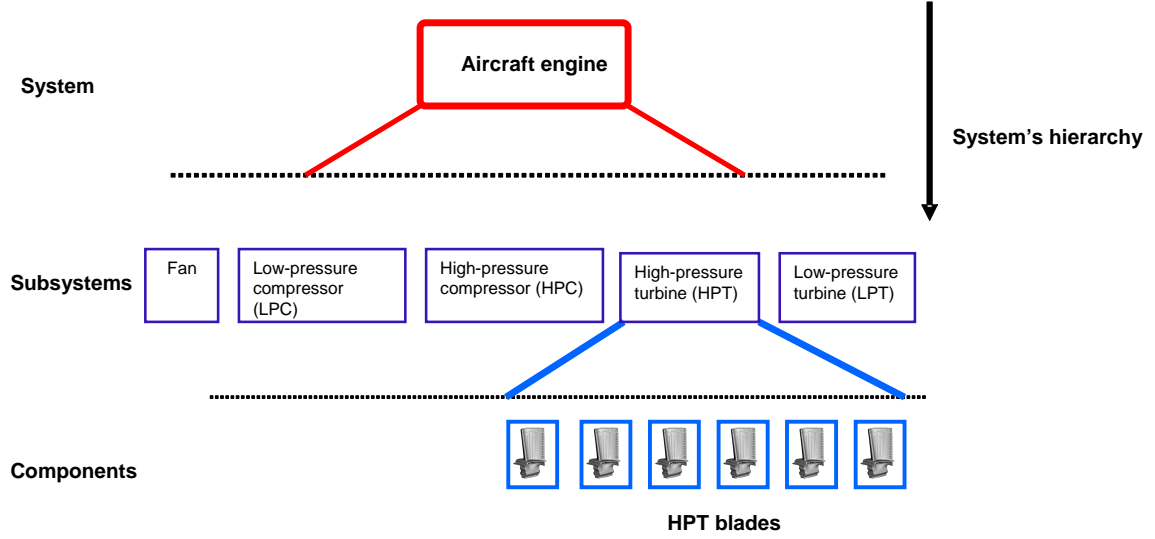 Aircraft engine
System
System's hierarchy
Subsystems
Fan
Low-pressure
compressor
(LPC)
High-pressure
compressor (HPC)
High-pressure
turbine (HPT)
Low-pressure
turbine (LPT)
Components
HPT blades